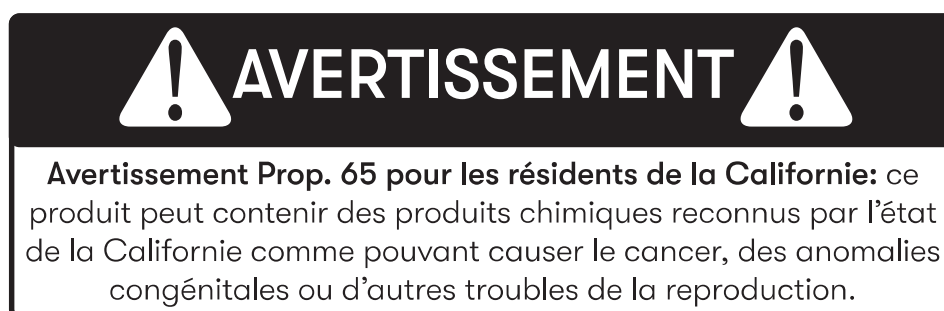 AVERTISSEMENT
Avertissement Prop. 65 pour les résidents de la Californie: ce
produit peut contenir des produits chimiques reconnus par l’état
de la Californie comme pouvant causer le cancer, des anomalies
congénitales ou d’autres troubles de la reproduction.